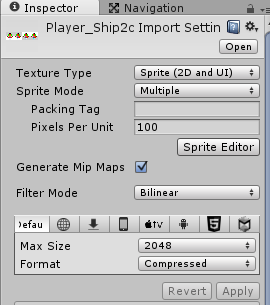 Inspector Navigation
Player_Ship2c Import Settin
Open
Texture Type Sprite (2D and UI)
Sprite Mode Multiple
Packing Tag
Pixels Per Unit 100
Sprite Editor
Generate Mip Maps
Filter Mode Bilinear
Defau tv
Max Size 2048
Format Compressed
Revert Apply